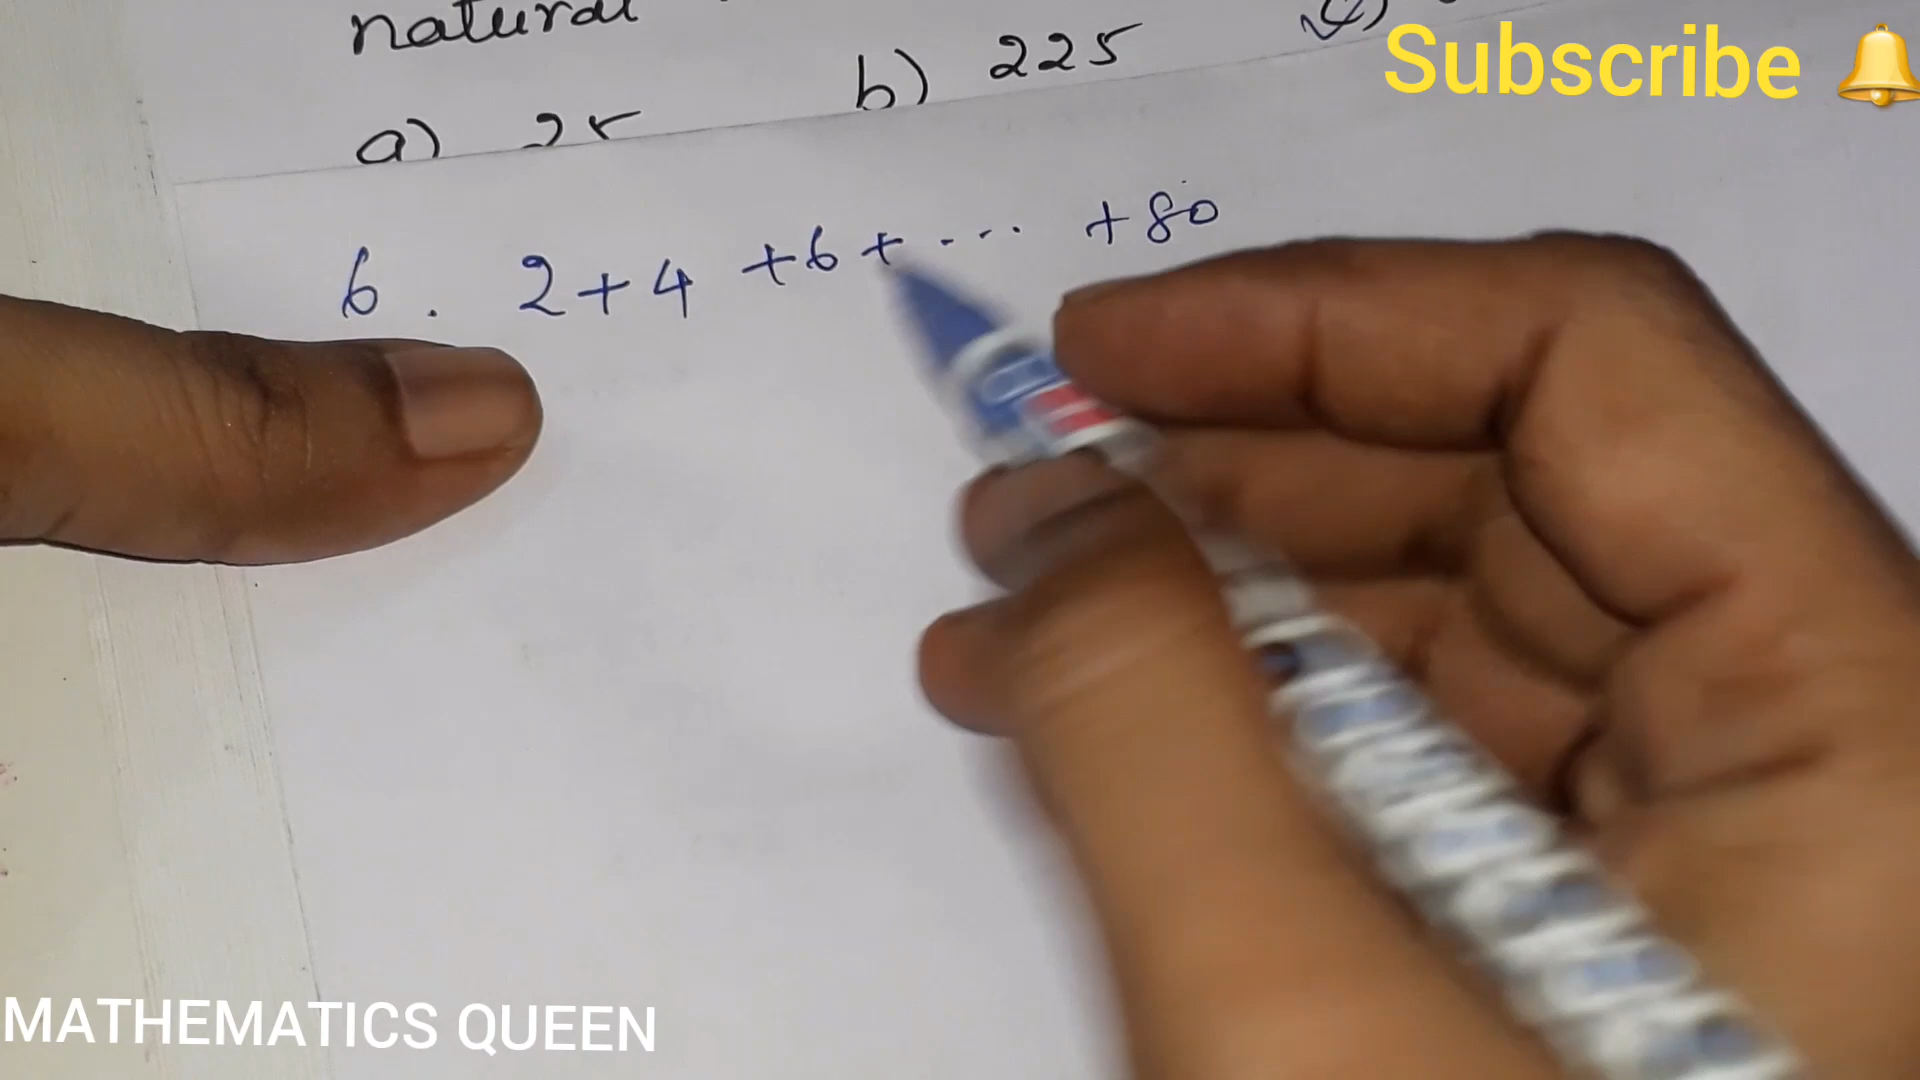 natural
Subscribe 🔔
b) 225
a) 25
6. 2+4 +6+ ... +80
MATHEMATICS QUEEN